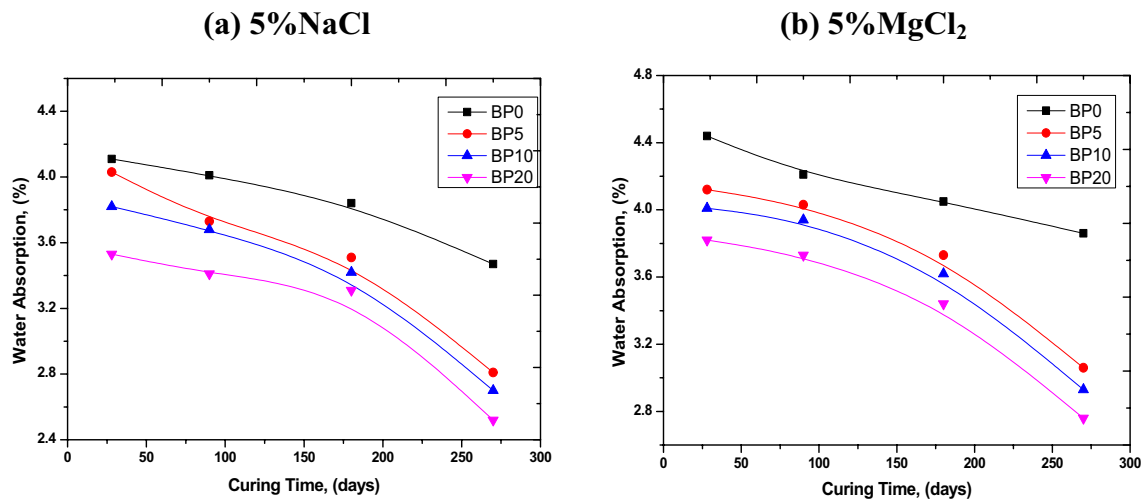 (a) 5%NaCl
Water Absorption, (%)
4.4
4.0
3.6
3.2
2.8
2.4
0
50
100
150
200
250
300
Curing Time, (days)
BP0
BP5
BP10
BP20
(b) 5%MgCl₂
Water Absorption, (%)
4.8
4.4
4.0
3.6
3.2
2.8
0
50
100
150
200
250
300
Curing Time, (days)
BP0
BP5
BP10
BP20